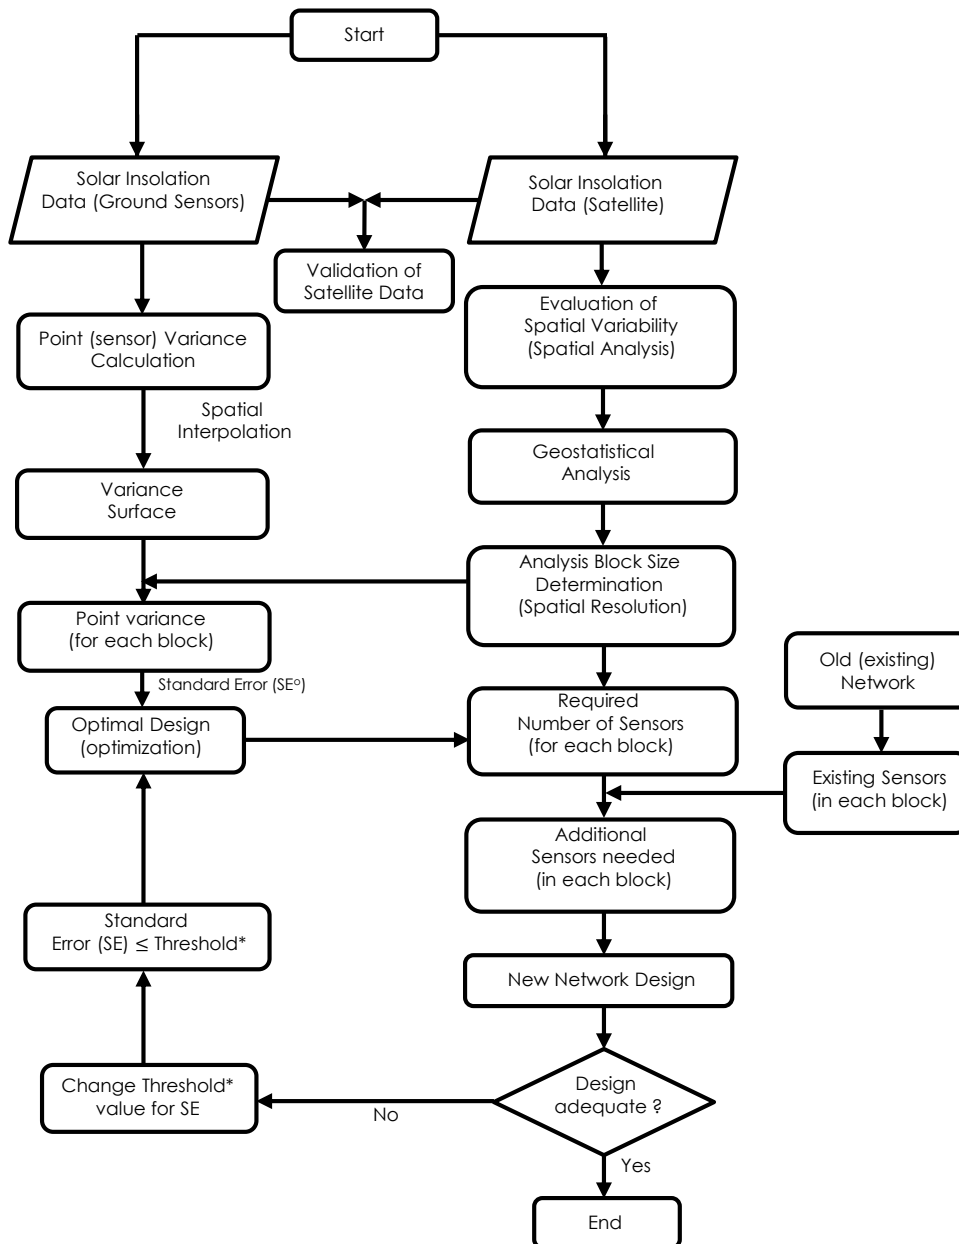 Start
Solar Insolation
Data (Ground Sensors)
Solar Insolation
Data (Satellite)
Validation of
Satellite Data
Evaluation of
Spatial Variability
(Spatial Analysis)
Point (sensor) Variance
Calculation
Spatial
Interpolation
Geostatistical
Analysis
Variance
Surface
Analysis Block Size
Determination
(Spatial Resolution)
Point variance
(for each block)
Standard Error (SEº)
Old (existing)
Network
Optimal Design
(optimization)
Required
Number of Sensors
(for each block)
Existing Sensors
(in each block)
Additional
Sensors needed
(in each block)
Standard
Error (SE) ≤ Threshold*
New Network Design
Change Threshold*
value for SE
No
Design
adequate ?
Yes
End